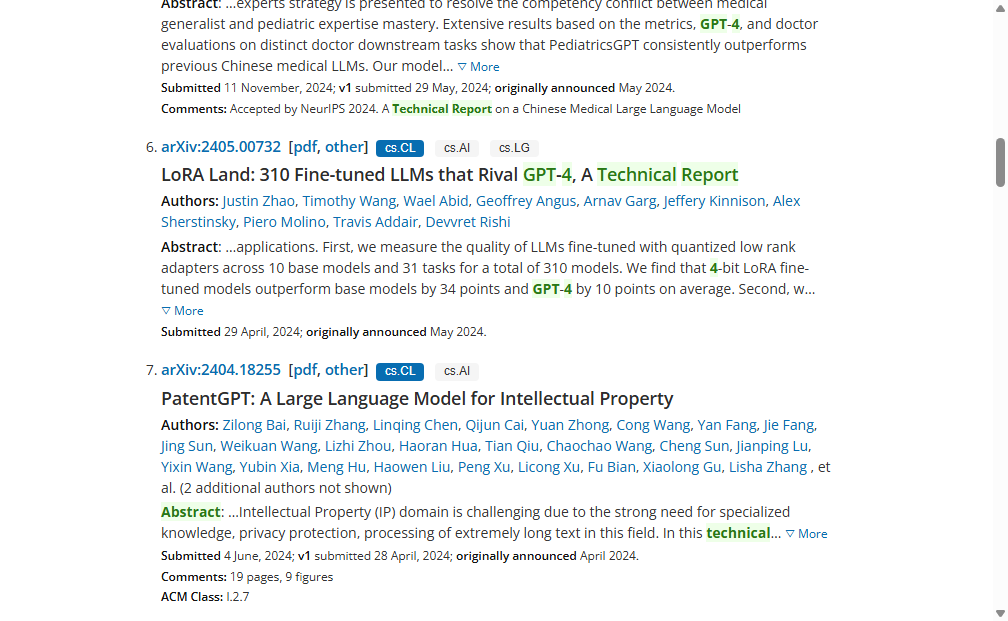 Abstract: ...experts strategy is presented to resolve the competency conflict between medical
generalist and pediatric expertise mastery. Extensive results based on the metrics, GPT-4, and doctor
evaluations on distinct doctor downstream tasks show that PediatricsGPT consistently outperforms
previous Chinese medical LLMs. Our model... ▽ More
Submitted 11 November, 2024; v1 submitted 29 May, 2024; originally announced May 2024.
Comments: Accepted by NeurIPS 2024. A Technical Report on a Chinese Medical Large Language Model
6. arXiv:2405.00732 [pdf, other] cs.CL cs.AI cs.LG
LoRA Land: 310 Fine-tuned LLMs that Rival GPT-4, A Technical Report
Authors: Justin Zhao, Timothy Wang, Wael Abid, Geoffrey Angus, Arnav Garg, Jeffery Kinnison, Alex
Sherstinsky, Piero Molino, Travis Addair, Devvret Rishi
Abstract: ...applications. First, we measure the quality of LLMs fine-tuned with quantized low rank
adapters across 10 base models and 31 tasks for a total of 310 models. We find that 4-bit LoRA fine-
tuned models outperform base models by 34 points and GPT-4 by 10 points on average. Second, w...
▽ More
Submitted 29 April, 2024; originally announced May 2024.
7. arXiv:2404.18255 [pdf, other] cs.CL cs.AI
PatentGPT: A Large Language Model for Intellectual Property
Authors: Zilong Bai, Ruiji Zhang, Linqing Chen, Qijun Cai, Yuan Zhong, Cong Wang, Yan Fang, Jie Fang,
Jing Sun, Weikuan Wang, Lizhi Zhou, Haoran Hua, Tian Qiu, Chaochao Wang, Cheng Sun, Jianping Lu,
Yixin Wang, Yubin Xia, Meng Hu, Haowen Liu, Peng Xu, Licong Xu, Fu Bian, Xiaolong Gu, Lisha Zhang , et
al. (2 additional authors not shown)
Abstract: ...Intellectual Property (IP) domain is challenging due to the strong need for specialized
knowledge, privacy protection, processing of extremely long text in this field. In this technical... ▽ More
Submitted 4 June, 2024; v1 submitted 28 April, 2024; originally announced April 2024.
Comments: 19 pages, 9 figures
ACM Class: I.2.7